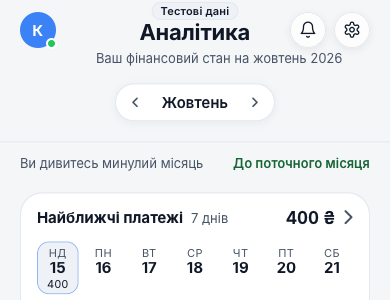 Тестові дані
К
Аналітика
Ваш фінансовий стан на жовтень 2026
Жовтень
Ви дивитесь минулий місяць До поточного місяця
Найближчі платежі 7 днів 400 ₴
НД ПН ВТ СР ЧТ ПТ СБ
15 16 17 18 19 20 21
400